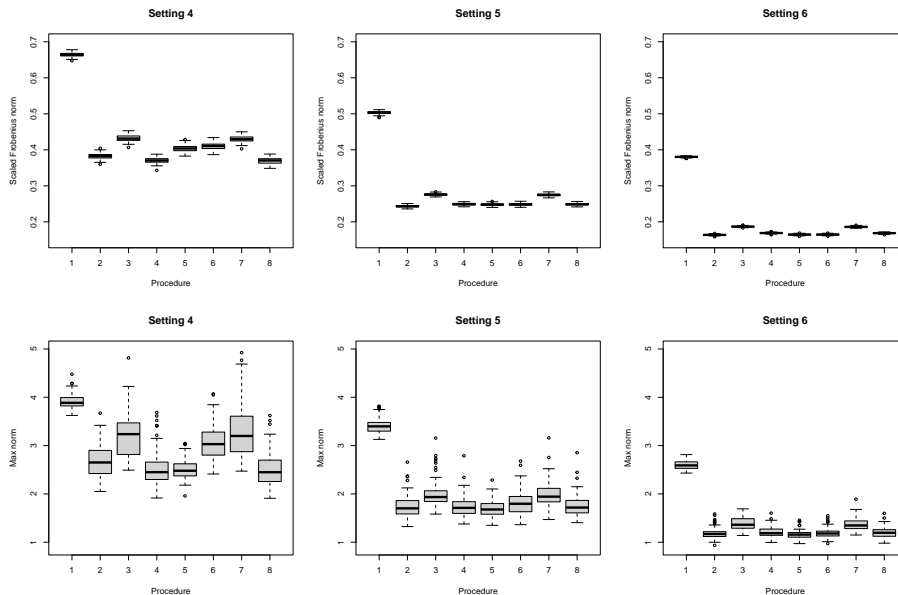 Setting 4
Scaled Frobenius norm
0.7
0.6
0.5
0.4
0.3
0.2
1 2 3 4 5 6 7 8
Procedure
Setting 5
Scaled Frobenius norm
0.7
0.6
0.5
0.4
0.3
0.2
1 2 3 4 5 6 7 8
Procedure
Setting 6
Scaled Frobenius norm
0.7
0.6
0.5
0.4
0.3
0.2
1 2 3 4 5 6 7 8
Procedure
Setting 4
Max norm
5
4
3
2
1
1 2 3 4 5 6 7 8
Procedure
Setting 5
Max norm
5
4
3
2
1
1 2 3 4 5 6 7 8
Procedure
Setting 6
Max norm
5
4
3
2
1
1 2 3 4 5 6 7 8
Procedure